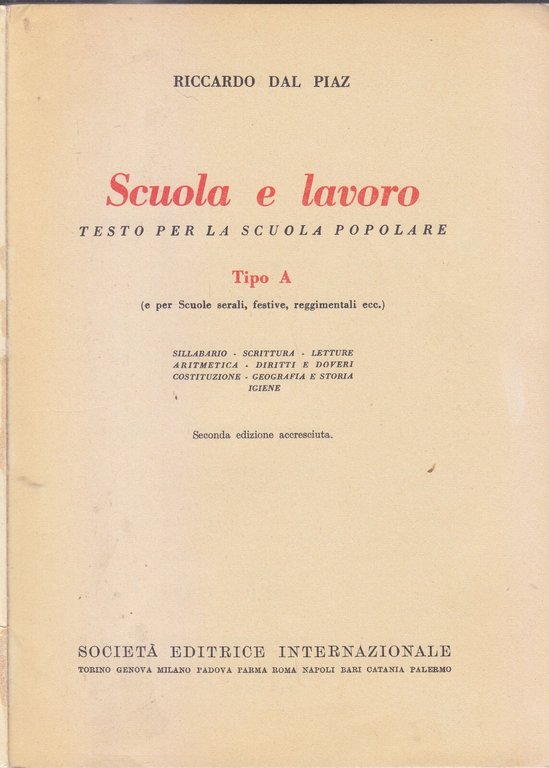 RICCARDO DAL PIAZ
Scuola e lavoro
TESTO PER LA SCUOLA POPOLARE
Tipo A
(e per Scuole serali, festive, reggimentali ecc.)
SILLABARIO - SCRITTURA - LETTURE
ARITMETICA - DIRITTI E DOVERI
COSTITUZIONE - GEOGRAFIA E STORIA
IGIENE
Seconda edizione accresciuta.
SOCIETÀ EDITRICE INTERNAZIONALE
TORINO GENOVA MILANO PADOVA PARMA ROMA NAPOLI BARI CATANIA PALERMO